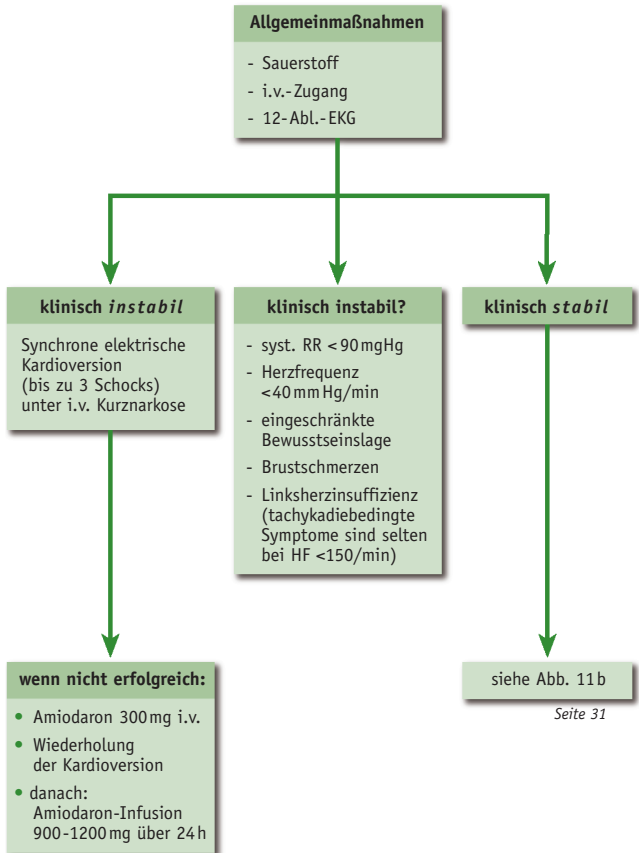 Allgemeinmaßnahmen
- Sauerstoff
- i.v.-Zugang
- 12-Abl.-EKG
klinisch instabil
Synchrone elektrische
Kardioversion
(bis zu 3 Schocks)
unter i.v. Kurznarkose
klinisch instabil?
- syst. RR < 90 mgHg
- Herzfrequenz
<40 mm Hg/min
- eingeschränkte
Bewusstseinslage
- Brustschmerzen
- Linksherzinsuffizienz
(tachykadiebedingte
Symptome sind selten
bei HF <150/min)
klinisch stabil
wenn nicht erfolgreich:
• Amiodaron 300 mg i.v.
• Wiederholung
der Kardioversion
• danach:
Amiodaron-Infusion
900-1200 mg über 24 h
siehe Abb. 11 b
Seite 31